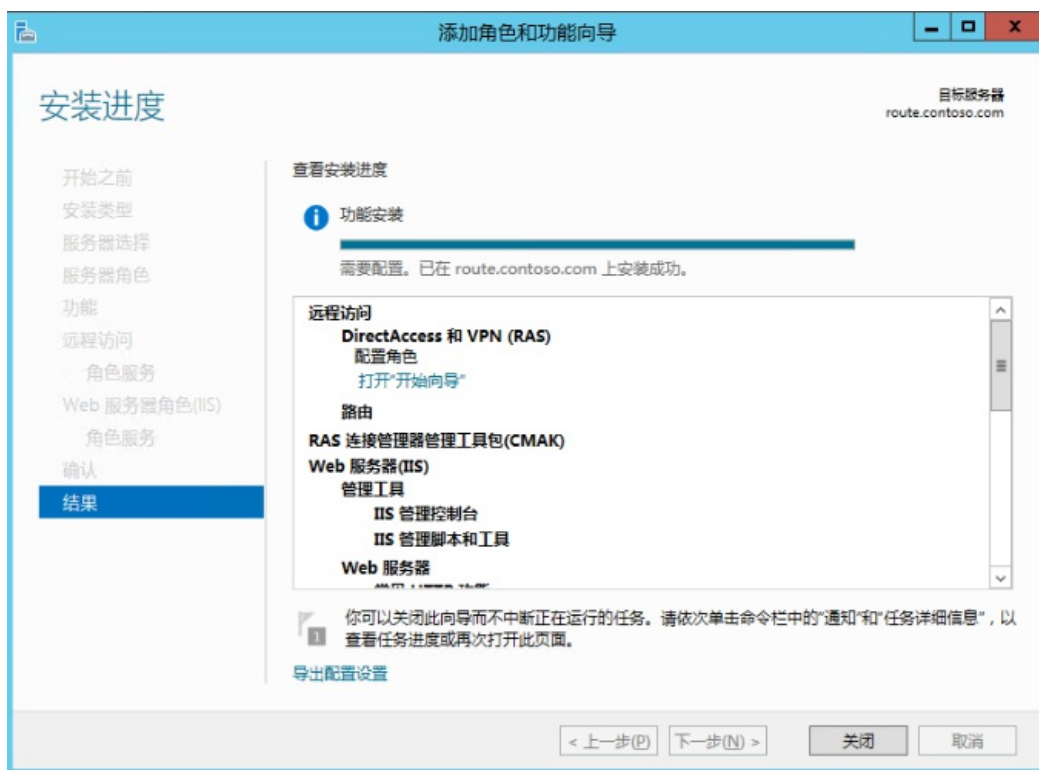 添加角色和功能向导
安装进度
目标服务器
route.contoso.com
开始之前
安装类型
服务器选择
服务器角色
功能
远程访问
角色服务
Web 服务器角色(IIS)
角色服务
确认
结果
查看安装进度
功能安装
需要配置。已在 route.contoso.com 上安装成功。
远程访问
DirectAccess 和 VPN (RAS)
配置角色
打开“开始向导”
路由
RAS 连接管理器管理工具包(CMAK)
Web 服务器(IIS)
管理工具
IIS 管理控制台
IIS 管理脚本和工具
Web 服务器
你可以关闭此向导而不中断正在运行的任务。请依次单击命令栏中的“通知”和“任务详细信息”，以
1
查看任务进度或再次打开此页面。
导出配置设置
< 上一步(P)
下一步(N) >
关闭
取消